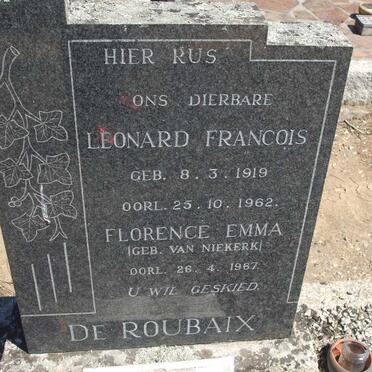 HIER RUS
ONS DIERBARE
LEONARD FRANCOIS
GEB. 8.3.1919
OORL. 25.10.1962.
FLORENCE EMMA
(GEB. VAN NIEKERK)
OORL. 26.4.1967.
U WIL GESKIED.
DE ROUBAIX